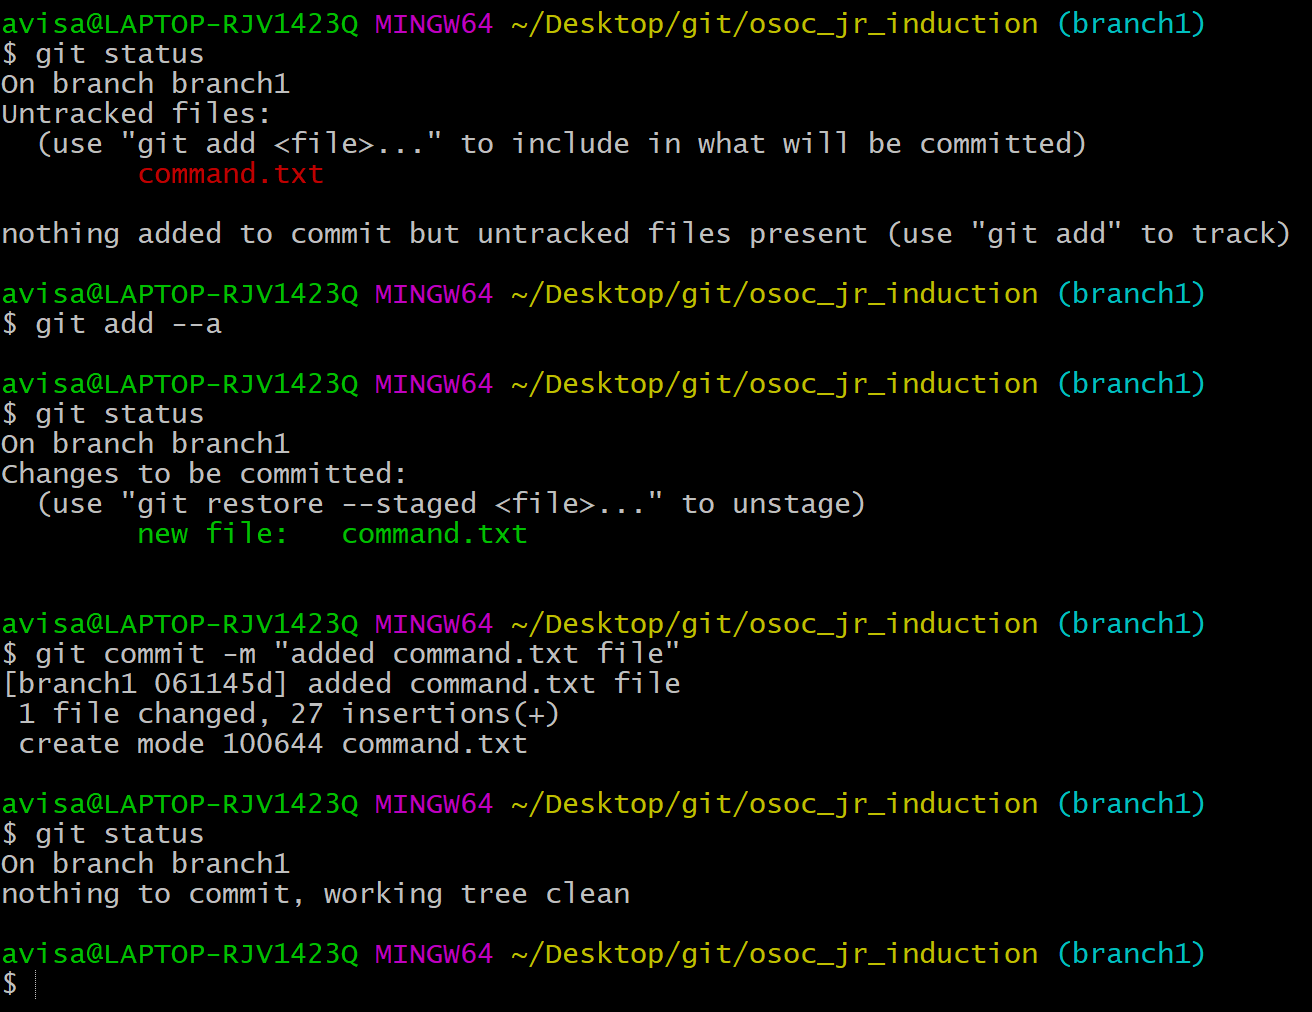 avisa@LAPTOP-RJV1423Q MINGW64 ~/Desktop/git/osoc_jr_induction (branch1)
$ git status
On branch branch1
Untracked files:
  (use "git add <file>..." to include in what will be committed)
        command.txt

nothing added to commit but untracked files present (use "git add" to track)

avisa@LAPTOP-RJV1423Q MINGW64 ~/Desktop/git/osoc_jr_induction (branch1)
$ git add --a

avisa@LAPTOP-RJV1423Q MINGW64 ~/Desktop/git/osoc_jr_induction (branch1)
$ git status
On branch branch1
Changes to be committed:
  (use "git restore --staged <file>..." to unstage)
        new file:   command.txt


avisa@LAPTOP-RJV1423Q MINGW64 ~/Desktop/git/osoc_jr_induction (branch1)
$ git commit -m "added command.txt file"
[branch1 061145d] added command.txt file
 1 file changed, 27 insertions(+)
 create mode 100644 command.txt

avisa@LAPTOP-RJV1423Q MINGW64 ~/Desktop/git/osoc_jr_induction (branch1)
$ git status
On branch branch1
nothing to commit, working tree clean

avisa@LAPTOP-RJV1423Q MINGW64 ~/Desktop/git/osoc_jr_induction (branch1)
$